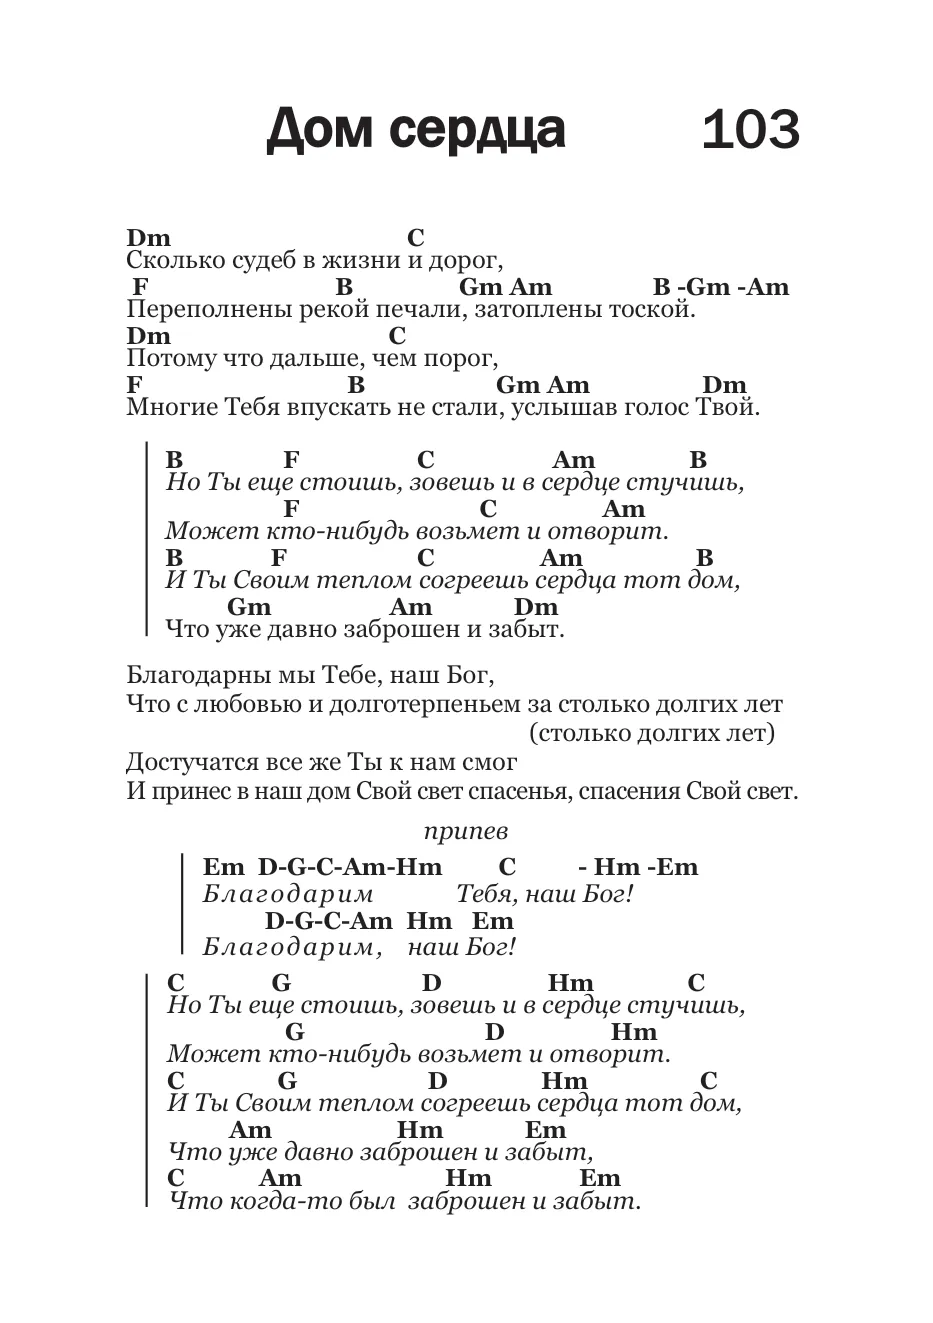 Дом сердца 103
Dm C
Сколько судеб в жизни и дорог,
F B Gm Am B -Gm -Am
Переполнены рекой печали, затоплены тоской.
Dm C
Потому что дальше, чем порог,
F B Gm Am Dm
Многие Тебя впускать не стали, услышав голос Твой.
B F C Am B
Но Ты еще стоишь, зовешь и в сердце стучишь,
F C Am
Может кто-нибудь возьмет и отворит.
B F C Am B
И Ты Своим теплом согреешь сердца тот дом,
Gm Am Dm
Что уже давно заброшен и забыт.
Благодарны мы Тебе, наш Бог,
Что с любовью и долготерпеньем за столько долгих лет
(столько долгих лет)
Достучатся все же Ты к нам смог
И принес в наш дом Свой свет спасенья, спасения Свой свет.
припев
Em D-G-C-Am-Hm C - Hm -Em
Благодарим Тебя, наш Бог!
D-G-C-Am Hm Em
Благодарим, наш Бог!
C G D Hm C
Но Ты еще стоишь, зовешь и в сердце стучишь,
G D Hm
Может кто-нибудь возьмет и отворит.
C G D Hm C
И Ты Своим теплом согреешь сердца тот дом,
Am Hm Em
Что уже давно заброшен и забыт,
C Am Hm Em
Что когда-то был заброшен и забыт.